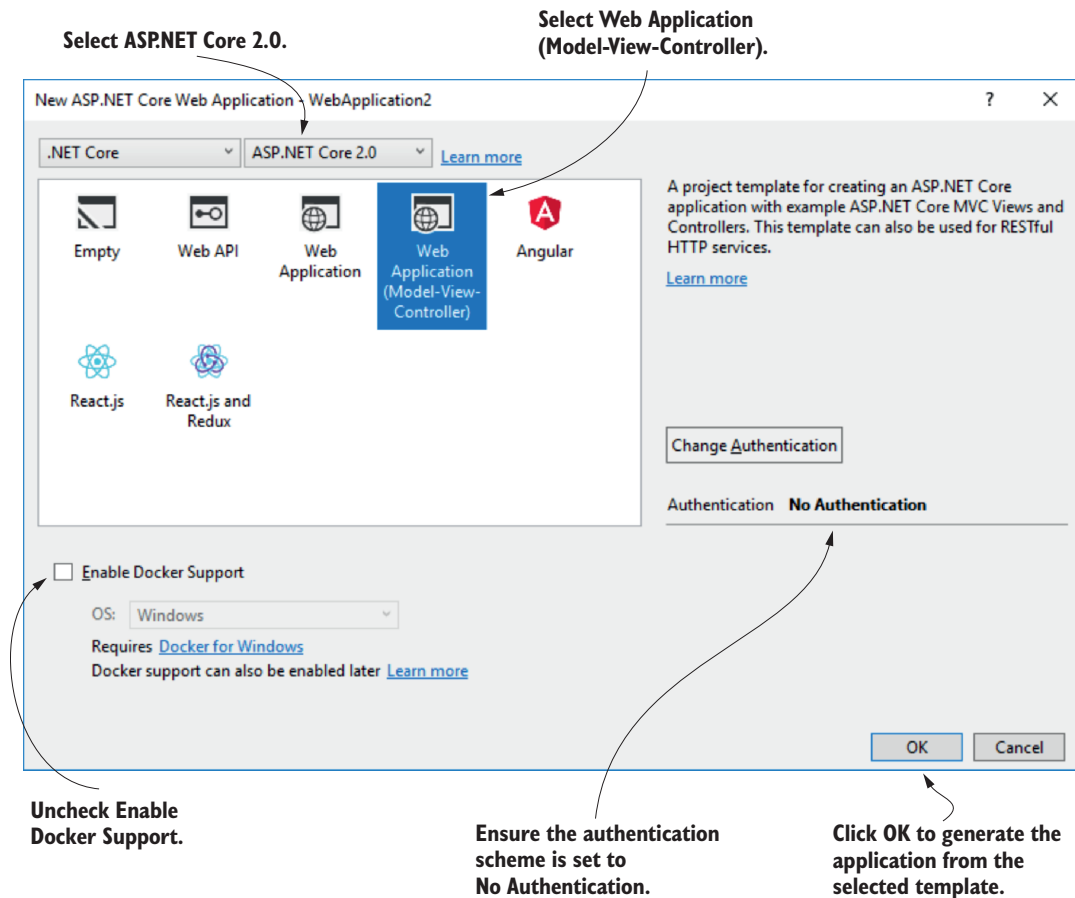 Select ASP.NET Core 2.0.
Select Web Application
(Model-View-Controller).
New ASP.NET Core Web Application - WebApplication2
?
.NET Core
ASP.NET Core 2.0
Learn more
Empty
Web API
Web
Application
Web
Application
(Model-View-
Controller)
Angular
React.js
React.js and
Redux
A project template for creating an ASP.NET Core
application with example ASP.NET Core MVC Views and
Controllers. This template can also be used for RESTful
HTTP services.
Learn more
Change Authentication
Authentication No Authentication
Enable Docker Support
OS: Windows
Requires Docker for Windows
Docker support can also be enabled later Learn more
OK
Cancel
Uncheck Enable
Docker Support.
Ensure the authentication
scheme is set to
No Authentication.
Click OK to generate the
application from the
selected template.